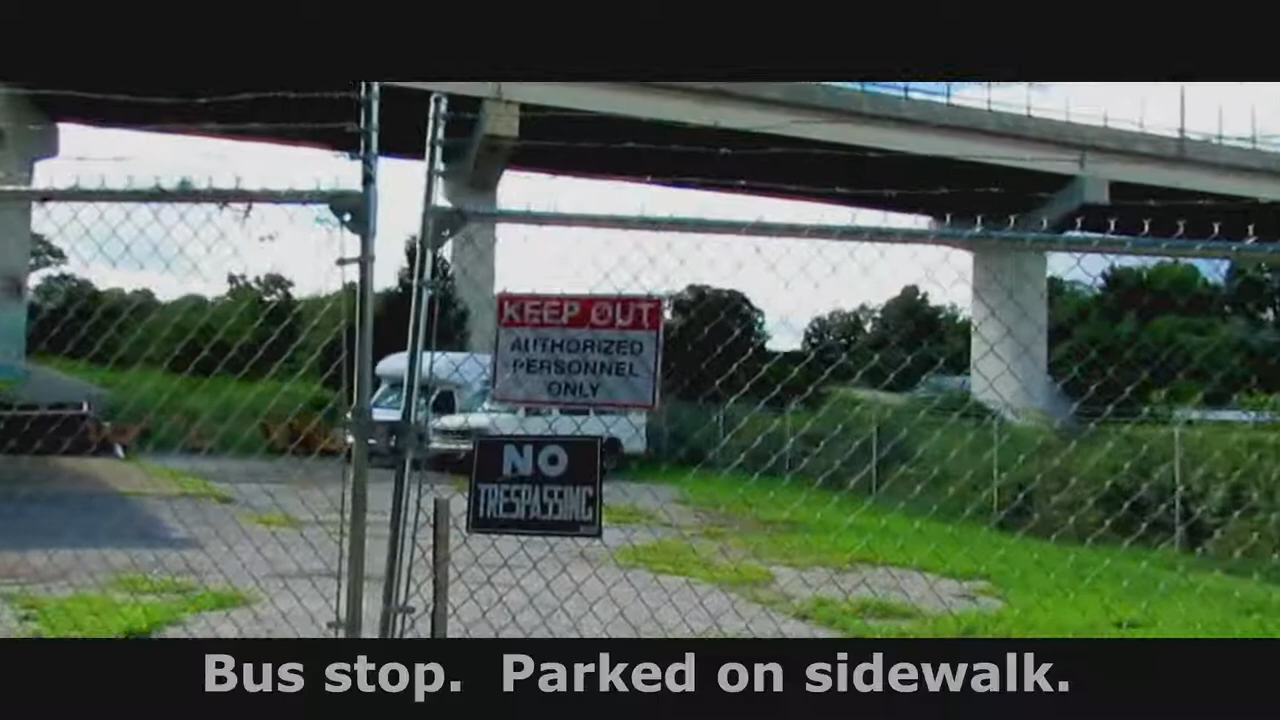 KEEP OUT
AUTHORIZED
PERSONNEL
ONLY
NO
TRESPASSING
Bus stop.  Parked on sidewalk.